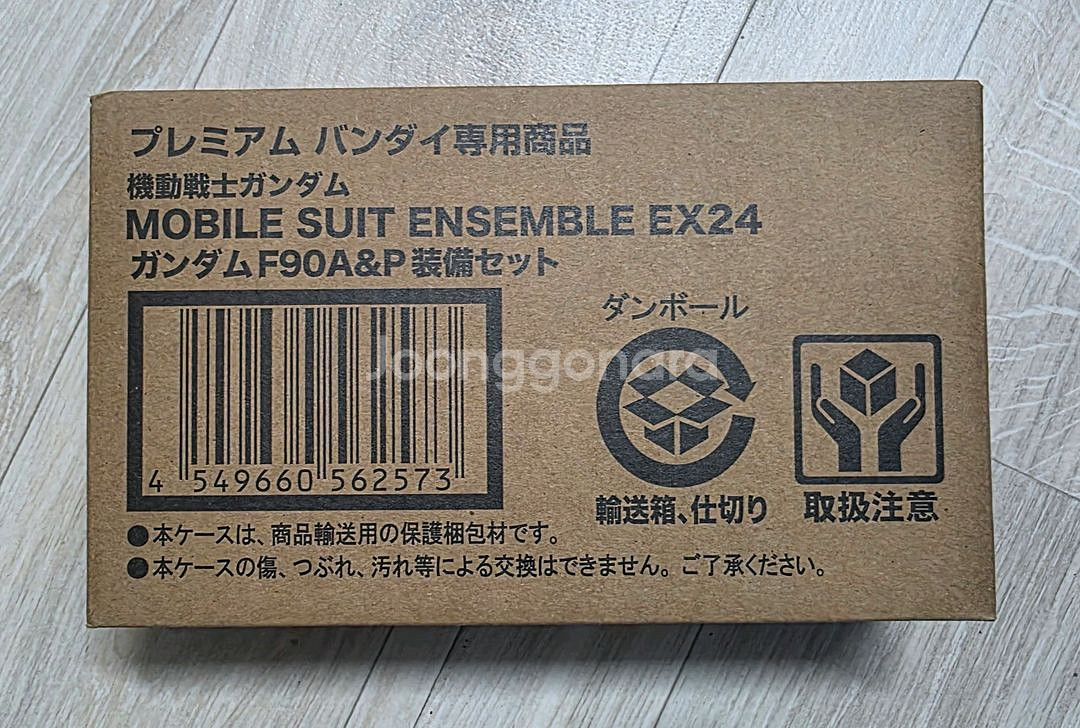 プレミアム バンダイ専用商品
機動戦士ガンダム
MOBILE SUIT ENSEMBLE EX24
ガンダムF90A&P装備セット
ダンボール
Joonggonara
4 549660 562573
輸送箱、仕切り
取扱注意
●本ケースは、商品輸送用の保護梱包材です。
●本ケースの傷、つぶれ、汚れ等による交換はできません。ご了承ください。